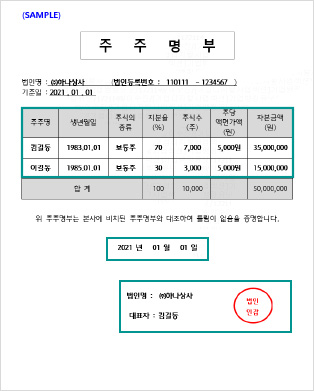 (SAMPLE)
주 주 명 부
법인명 : ㈜하나상사 (법인등록번호 : 110111 - 1234567 )
기준일 : 2021 . 01 . 01
주주명 생년월일 주식의 종류 지분율 (%) 주식수 (주) 주당 액면가액 (원) 자본금액 (원)
김길동 1983.01.01 보통주 70 7,000 5,000원 35,000,000
이길동 1985.01.01 보통주 30 3,000 5,000원 15,000,000
합 계 100 10,000 50,000,000
위 주주명부는 본사에 비치된 주주명부와 대조하여 틀림이 없음을 증명합니다.
2021 년 01 월 01 일
법인명 : ㈜하나상사
대표자 : 김길동
법인
인감